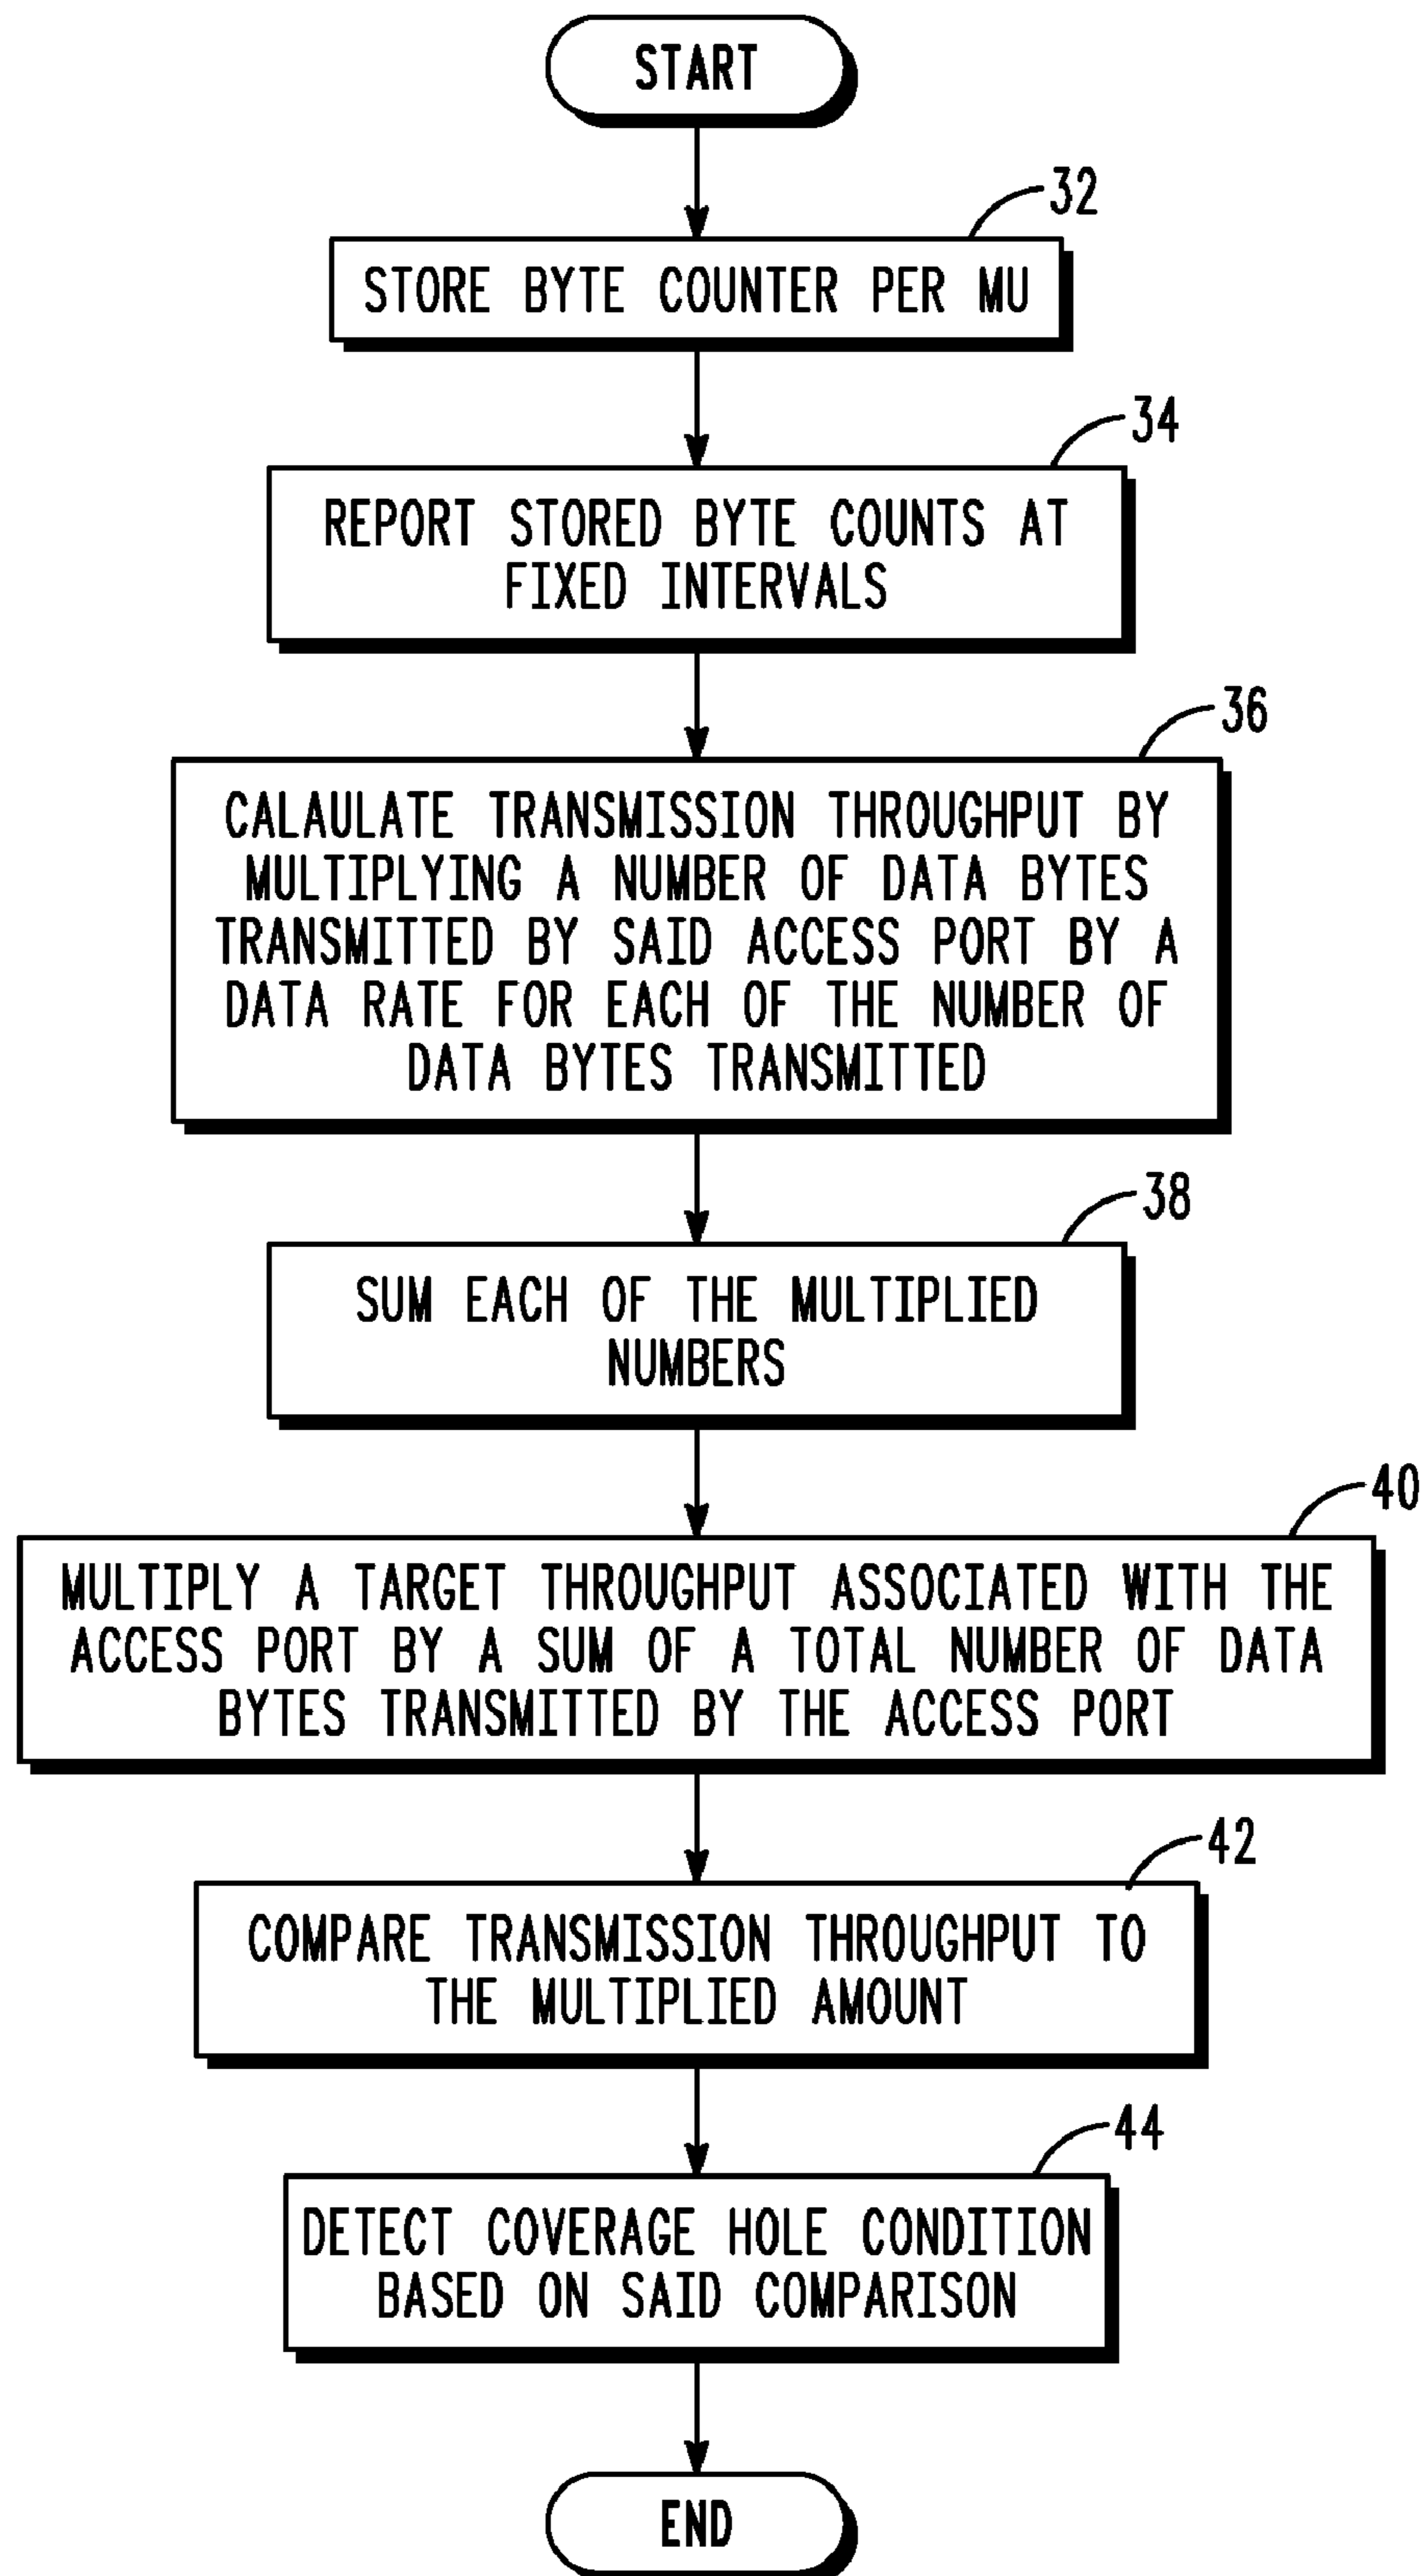 START
32
STORE BYTE COUNTER PER MU
34
REPORT STORED BYTE COUNTS AT
FIXED INTERVALS
36
CALAULATE TRANSMISSION THROUGHPUT BY
MULTIPLYING A NUMBER OF DATA BYTES
TRANSMITTED BY SAID ACCESS PORT BY A
DATA RATE FOR EACH OF THE NUMBER OF
DATA BYTES TRANSMITTED
38
SUM EACH OF THE MULTIPLIED
NUMBERS
40
MULTIPLY A TARGET THROUGHPUT ASSOCIATED WITH THE
ACCESS PORT BY A SUM OF A TOTAL NUMBER OF DATA
BYTES TRANSMITTED BY THE ACCESS PORT
42
COMPARE TRANSMISSION THROUGHPUT TO
THE MULTIPLIED AMOUNT
44
DETECT COVERAGE HOLE CONDITION
BASED ON SAID COMPARISON
END